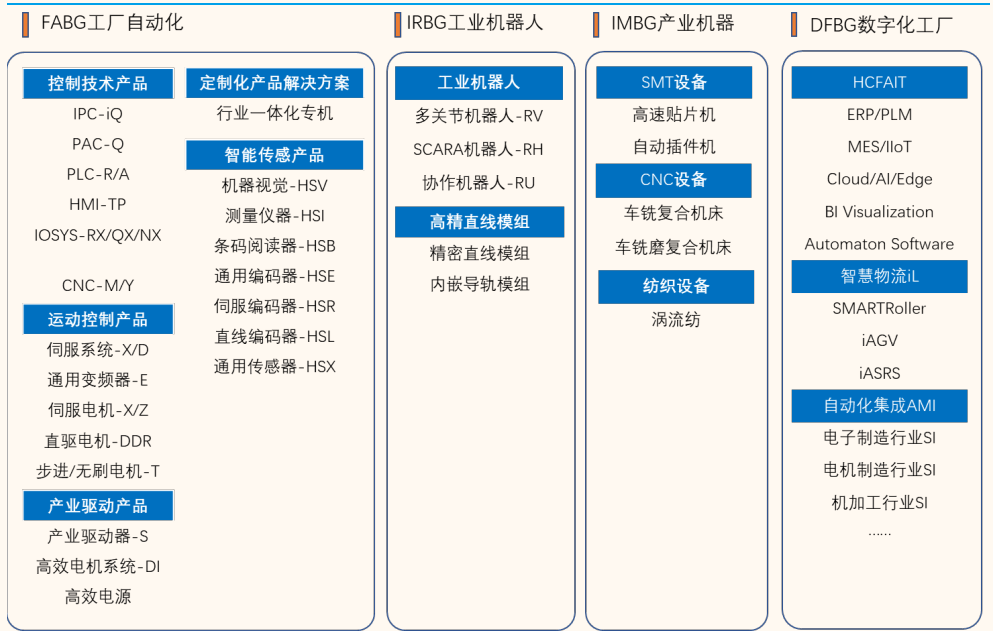 FABG工厂自动化
控制技术产品
IPC-iQ
PAC-Q
PLC-R/A
HMI-TP
IOSYS-RX/QX/NX
CNC-M/Y
运动控制产品
伺服系统-X/D
通用变频器-E
伺服电机-X/Z
直驱电机-DDR
步进/无刷电机-T
产业驱动产品
产业驱动器-S
高效电机系统-DI
高效电源
定制化产品解决方案
行业一体化专机
智能传感产品
机器视觉-HSV
测量仪器-HSI
条码阅读器-HSB
通用编码器-HSE
伺服编码器-HSR
直线编码器-HSL
通用传感器-HSX
IRBG工业机器人
工业机器人
多关节机器人-RV
SCARA机器人-RH
协作机器人-RU
高精直线模组
精密直线模组
内嵌导轨模组
IMBG产业机器
SMT设备
高速贴片机
自动插件机
CNC设备
车铣复合机床
车铣磨复合机床
纺织设备
涡流纺
DFBG数字化工厂
HCFAIT
ERP/PLM
MES/IIoT
Cloud/AI/Edge
BI Visualization
Automaton Software
智慧物流iL
SMARTRoller
iAGV
iASRS
自动化集成AMI
电子制造行业SI
电机制造行业SI
机加工行业SI
……